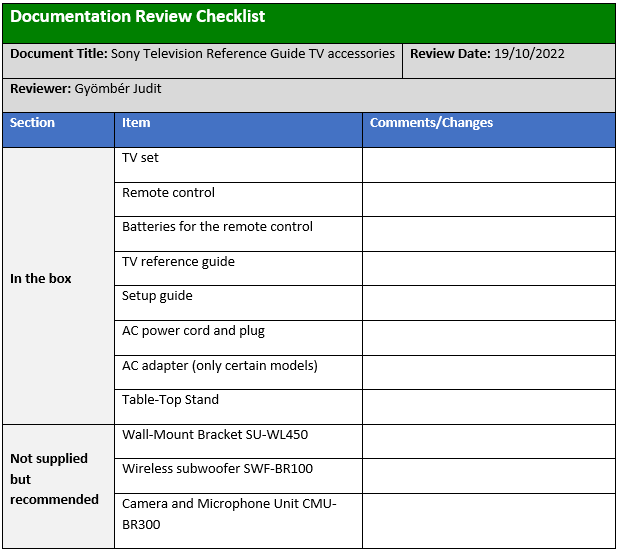 Documentation Review Checklist
Document Title: Sony Television Reference Guide TV accessories
Review Date: 19/10/2022
Reviewer: Gyömbér Judit
Section
Item
Comments/Changes
In the box
TV set
Remote control
Batteries for the remote control
TV reference guide
Setup guide
AC power cord and plug
AC adapter (only certain models)
Table-Top Stand
Not supplied
but
recommended
Wall-Mount Bracket SU-WL450
Wireless subwoofer SWF-BR100
Camera and Microphone Unit CMU-
BR300